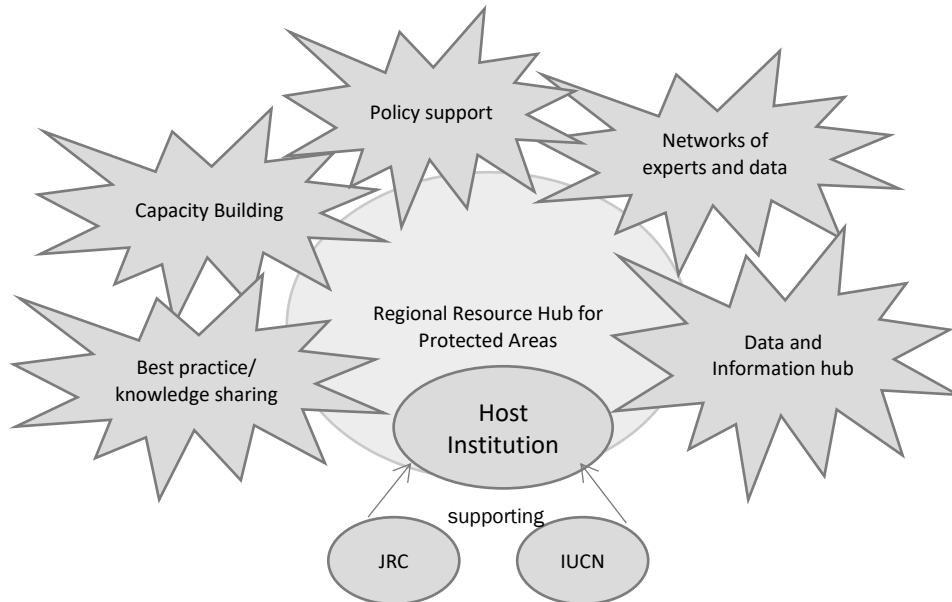 Policy support
Networks of
experts and data
Capacity Building
Regional Resource Hub for
Protected Areas
Data and
Information hub
Best practice/
knowledge sharing
Host
Institution
supporting
JRC
IUCN